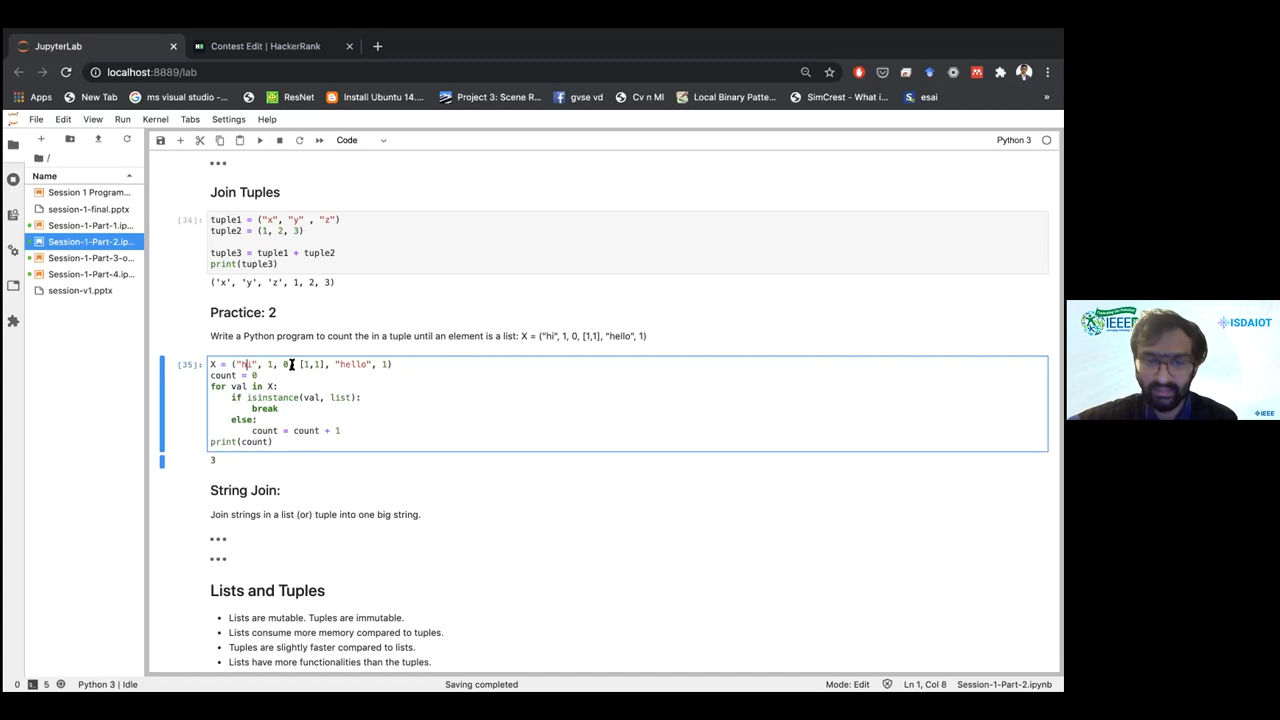 JupyterLab
Contest Edit | HackerRank
localhost:8889/lab
Apps New Tab ms visual studio -... ResNet Install Ubuntu 14.... Project 3: Scene R... gvse vd Cv n Ml Local Binary Patte... SimCrest - What i... esai »
File Edit View Run Kernel Tabs Settings Help
Code
Python 3
/
Name
Session 1 Program...
session-1-final.pptx
Session-1-Part-1.ip...
Session-1-Part-2.ip...
Session-1-Part-3-o...
Session-1-Part-4.ip...
session-v1.pptx
Join Tuples
[34]: tuple1 = ("x", "y" , "z")
tuple2 = (1, 2, 3)
tuple3 = tuple1 + tuple2
print(tuple3)
('x', 'y', 'z', 1, 2, 3)
Practice: 2
Write a Python program to count the in a tuple until an element is a list: X = ("hi", 1, 0, [1,1], "hello", 1)
[35]: X = ("hi", 1, 0, [1,1], "hello", 1)
count = 0
for val in X:
if isinstance(val, list):
break
else:
count = count + 1
print(count)
3
String Join:
Join strings in a list (or) tuple into one big string.
Lists and Tuples
• Lists are mutable. Tuples are immutable.
• Lists consume more memory compared to tuples.
• Tuples are slightly faster compared to lists.
• Lists have more functionalities than the tuples.
0 5 Python 3 | Idle Saving completed Mode: Edit Ln 1, Col 8 Session-1-Part-2.ipynb
IEEE
ISDAIOT
IEEE